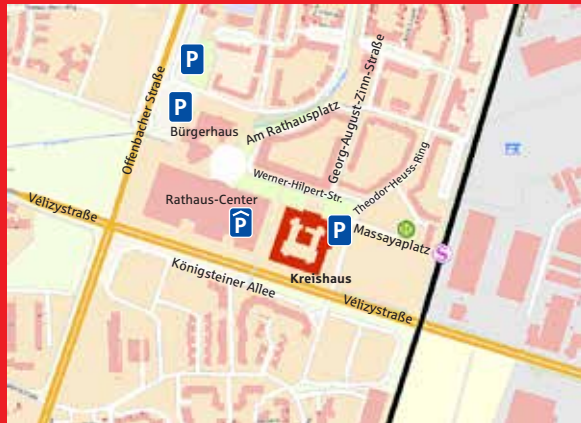 P
Offenbacher Straße
P
Georg-August-Zinn-Straße
Am Rathausplatz
Bürgerhaus
Werner-Hilpert-Str.
Theodor-Heuss-Ring
Rathaus-Center
Vélizystraße
P
P
Massayaplatz
S
Königsteiner Allee
Kreishaus
Vélizystraße